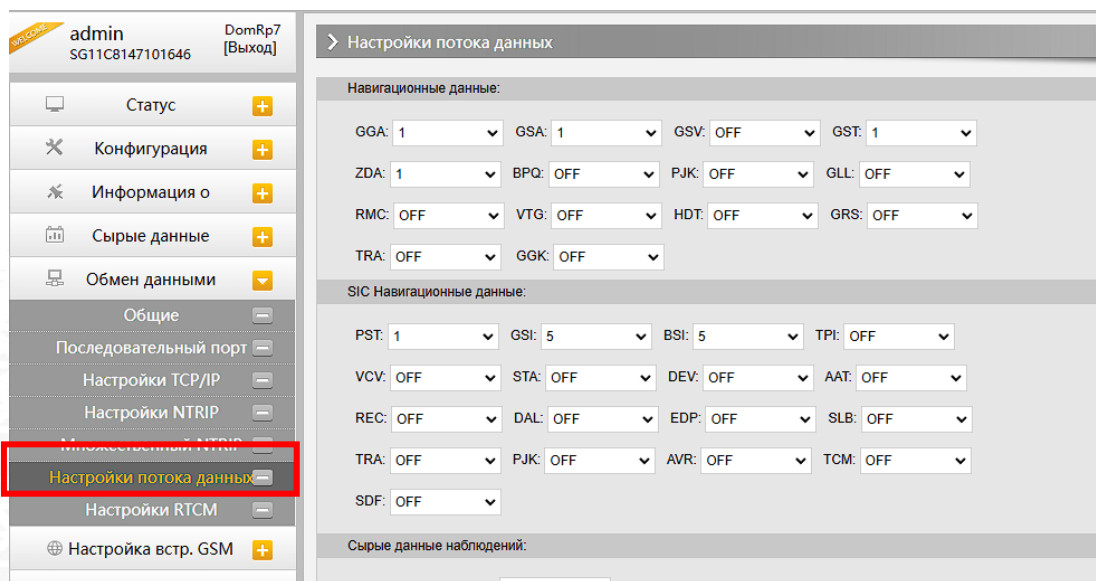 WELCOME
admin DomRp7
SG11C8147101646 [Выход]
Статус
Конфигурация
Информация о
Сырые данные
Обмен данными
Общие
Последовательный порт
Настройки TCP/IP
Настройки NTRIP
Множественный NTRIP
Настройки потока данных
Настройки RTCM
Настройка встр. GSM
Настройки потока данных
Навигационные данные:
GGA: 1 GSA: 1 GSV: OFF GST: 1
ZDA: 1 BPQ: OFF PJK: OFF GLL: OFF
RMC: OFF VTG: OFF HDT: OFF GRS: OFF
TRA: OFF GGK: OFF
SIC Навигационные данные:
PST: 1 GSI: 5 BSI: 5 TPI: OFF
VCV: OFF STA: OFF DEV: OFF AAT: OFF
REC: OFF DAL: OFF EDP: OFF SLB: OFF
TRA: OFF PJK: OFF AVR: OFF TCM: OFF
SDF: OFF
Сырые данные наблюдений: